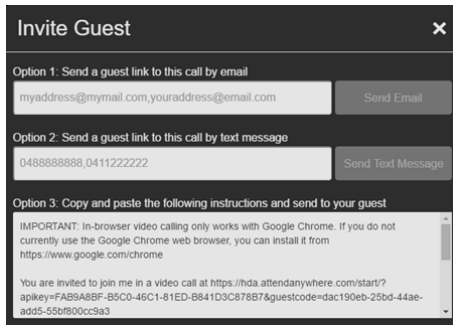 Invite Guest
Option 1: Send a guest link to this call by email
myaddress@mymail.com,youraddress@email.com
Send Email
Option 2: Send a guest link to this call by text message
0488888888,0411222222
Send Text Message
Option 3: Copy and paste the following instructions and send to your guest
IMPORTANT: In-browser video calling only works with Google Chrome. If you do not
currently use the Google Chrome web browser, you can install it from
https://www.google.com/chrome
You are invited to join me in a video call at https://hda.attendanywhere.com/start/?
apikey=FAB9A8BF-B5C0-46C1-81ED-B841D3C878B7&guestcode=dac190eb-25bd-44ae-
add5-55bf800cc9a3